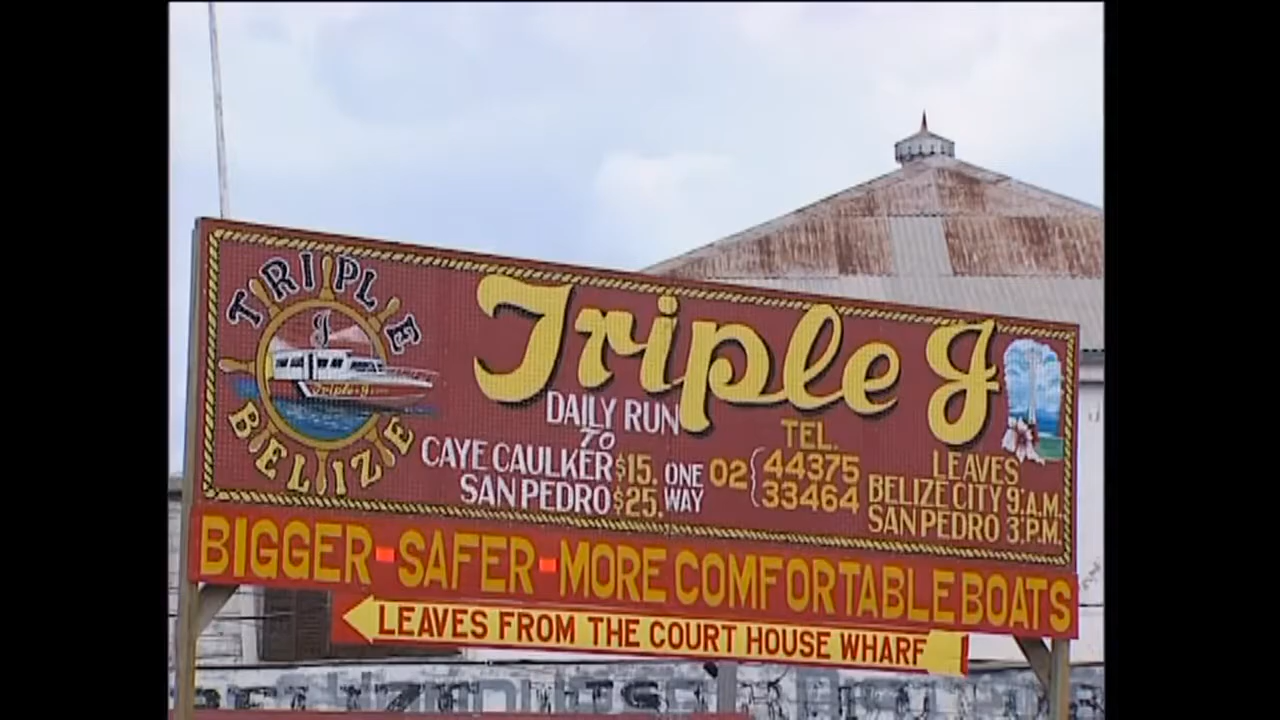 TRIPLE
J
Triple-J
BELIZE
Triple J
DAILY RUN
TO
CAYE CAULKER $15. ONE
SAN PEDRO $25. WAY
TEL.
02 { 44375
33464
LEAVES
BELIZE CITY 9 A.M.
SAN PEDRO 3 P.M.
BIGGER - SAFER - MORE COMFORTABLE BOATS
LEAVES FROM THE COURT HOUSE WHARF